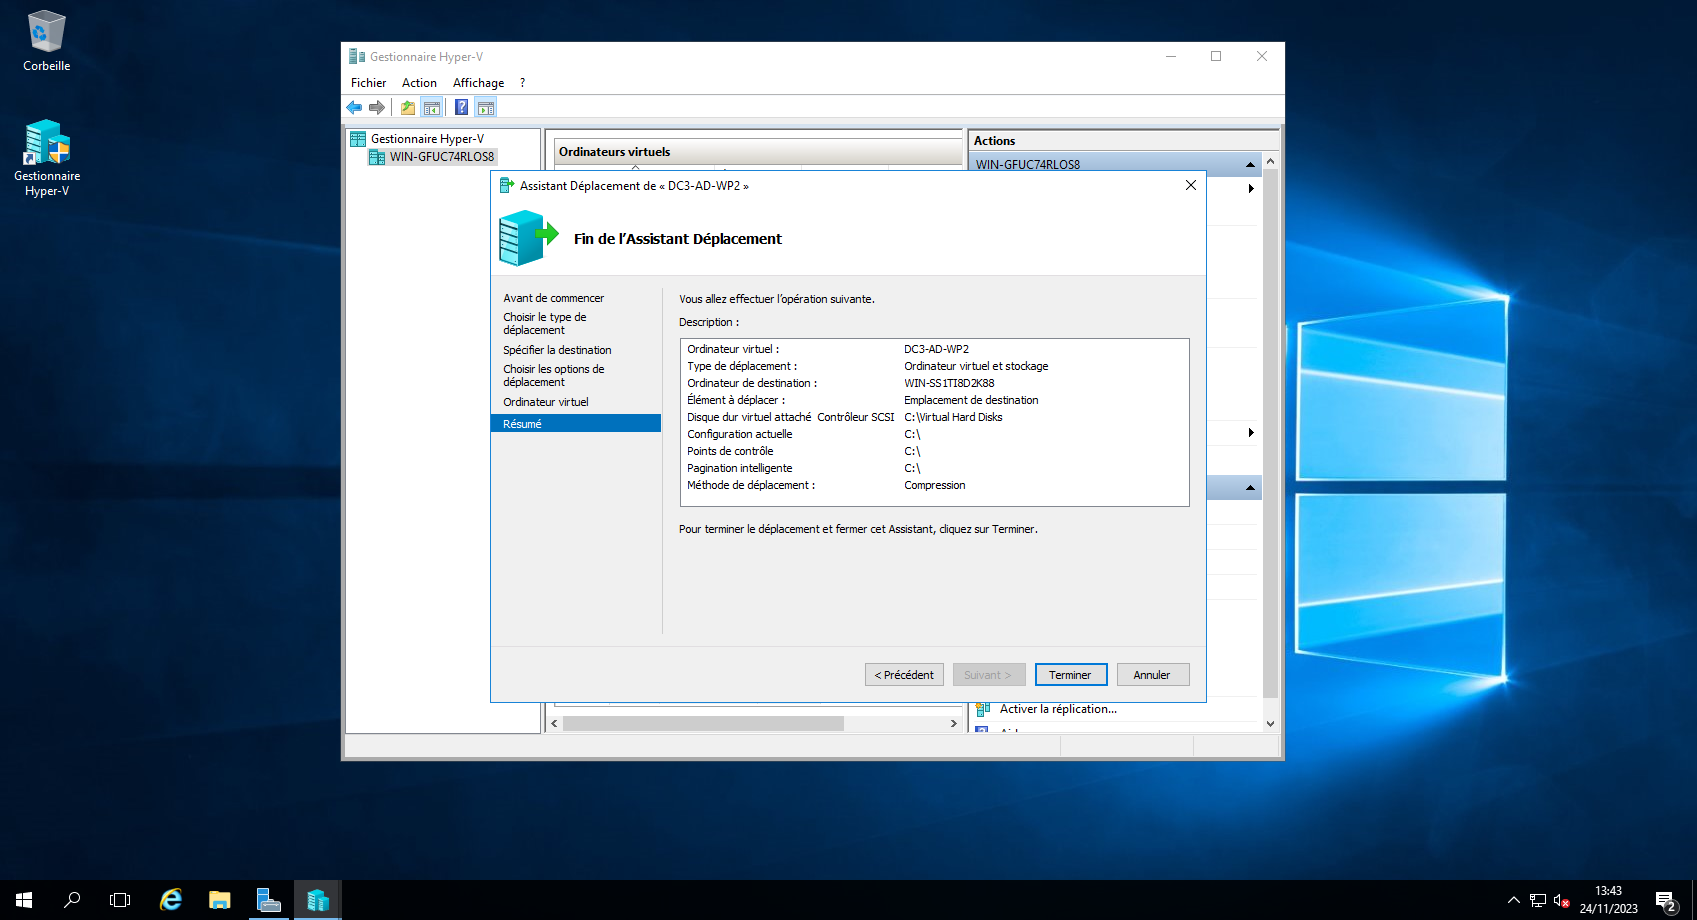 Corbeille
Gestionnaire
Hyper-V
Gestionnaire Hyper-V
Fichier Action Affichage ?
Gestionnaire Hyper-V
WIN-GFUC74RLOS8
Ordinateurs virtuels
Actions
WIN-GFUC74RLOS8
Assistant Déplacement de « DC3-AD-WP2 »
Fin de l'Assistant Déplacement
Avant de commencer
Choisir le type de
déplacement
Spécifier la destination
Choisir les options de
déplacement
Ordinateur virtuel
Résumé
Vous allez effectuer l'opération suivante.
Description :
Ordinateur virtuel : DC3-AD-WP2
Type de déplacement : Ordinateur virtuel et stockage
Ordinateur de destination : WIN-SS1TI8D2K88
Élément à déplacer : Emplacement de destination
Disque dur virtuel attaché Contrôleur SCSI C:\Virtual Hard Disks
Configuration actuelle C:\
Points de contrôle C:\
Pagination intelligente C:\
Méthode de déplacement : Compression
Pour terminer le déplacement et fermer cet Assistant, cliquez sur Terminer.
< Précédent Suivant > Terminer Annuler
Activer la réplication...
13:43
24/11/2023
2